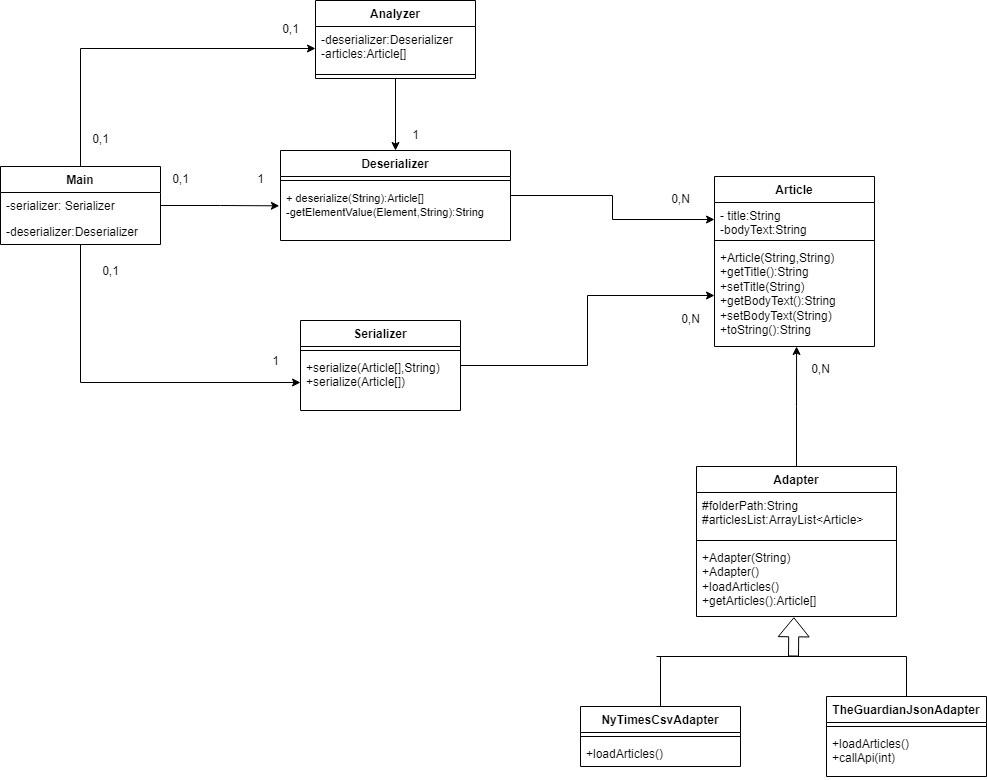 Analyzer
-deserializer:Deserializer
-articles:Article[]
0,1
0,1
1
Main
-serializer: Serializer
-deserializer:Deserializer
0,1
1
Deserializer
+ deserialize(String):Article[]
-getElementValue(Element,String):String
0,N
Article
- title:String
-bodyText:String
+Article(String,String)
+getTitle():String
+setTitle(String)
+getBodyText():String
+setBodyText(String)
+toString():String
0,1
1
Serializer
+serialize(Article[],String)
+serialize(Article[])
0,N
0,N
Adapter
#folderPath:String
#articlesList:ArrayList<Article>
+Adapter(String)
+Adapter()
+loadArticles()
+getArticles():Article[]
NyTimesCsvAdapter
+loadArticles()
TheGuardianJsonAdapter
+loadArticles()
+callApi(int)